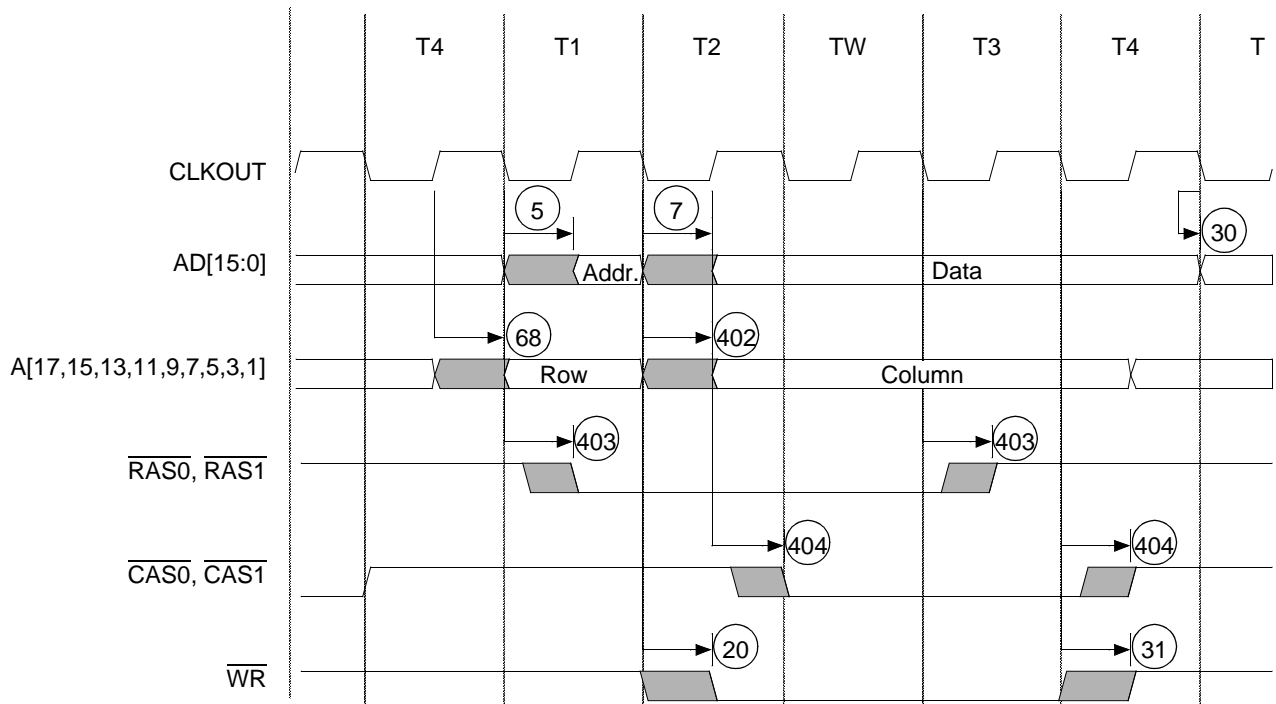 T4 T1 T2 TW T3 T4 T
CLKOUT
5 7 30
AD[15:0] Addr. Data
68 402
A[17,15,13,11,9,7,5,3,1] Row Column
403 403
RAS0, RAS1
404 404
CAS0, CAS1
20 31
WR